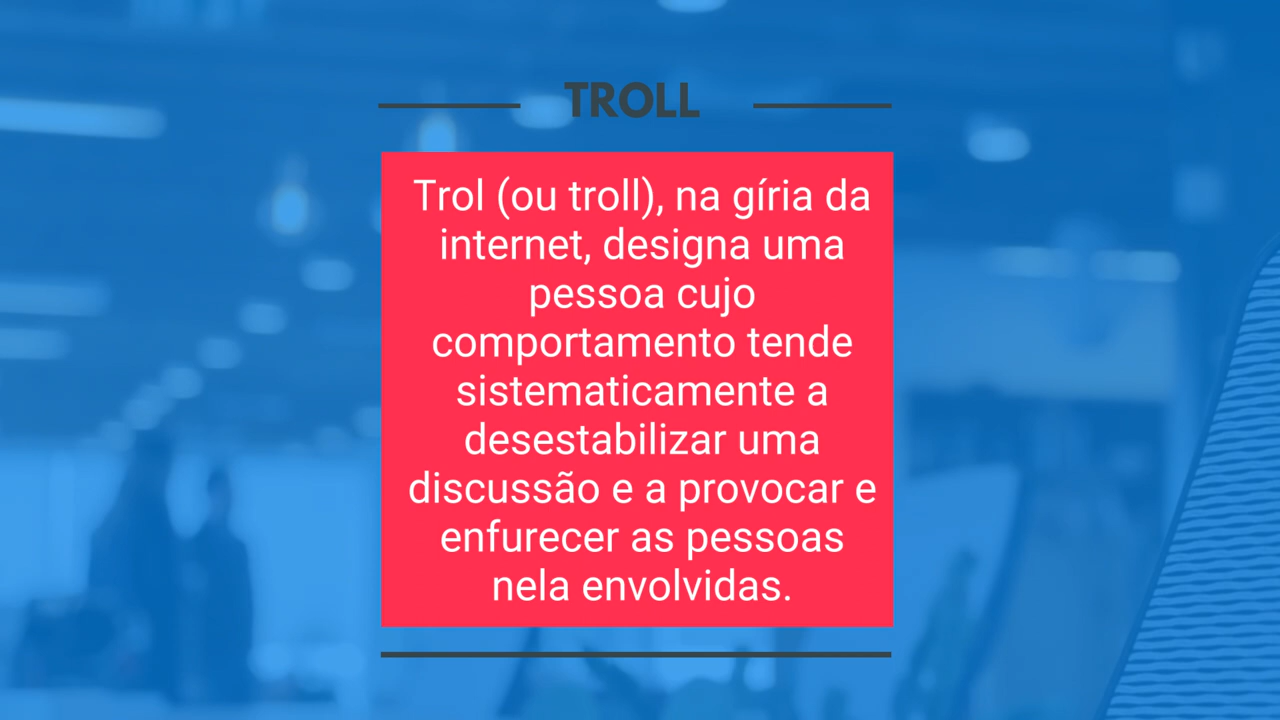 TROLL
Trol (ou troll), na gíria da
internet, designa uma
pessoa cujo
comportamento tende
sistematicamente a
desestabilizar uma
discussão e a provocar e
enfurecer as pessoas
nela envolvidas.